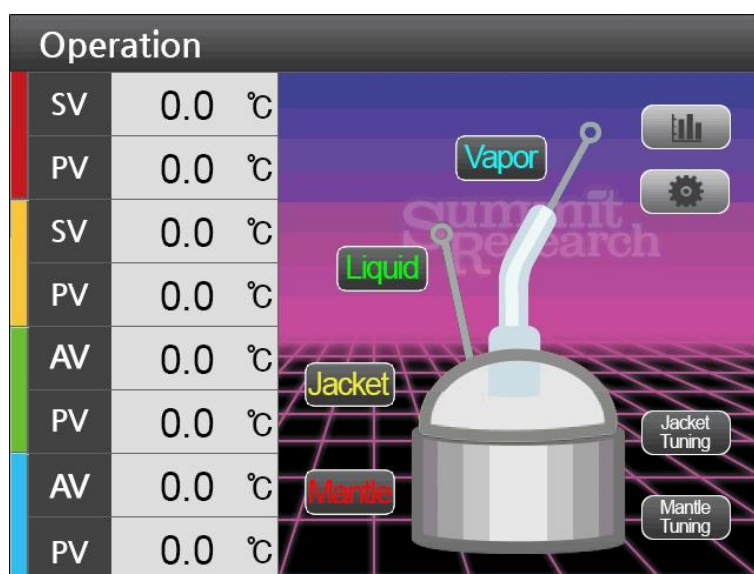 Operation
SV 0.0 ℃
PV 0.0 ℃
SV 0.0 ℃
PV 0.0 ℃
AV 0.0 ℃
PV 0.0 ℃
AV 0.0 ℃
PV 0.0 ℃
Vapor
Summit
Research
Liquid
Jacket
Jacket
Tuning
Mantle
Mantle
Tuning